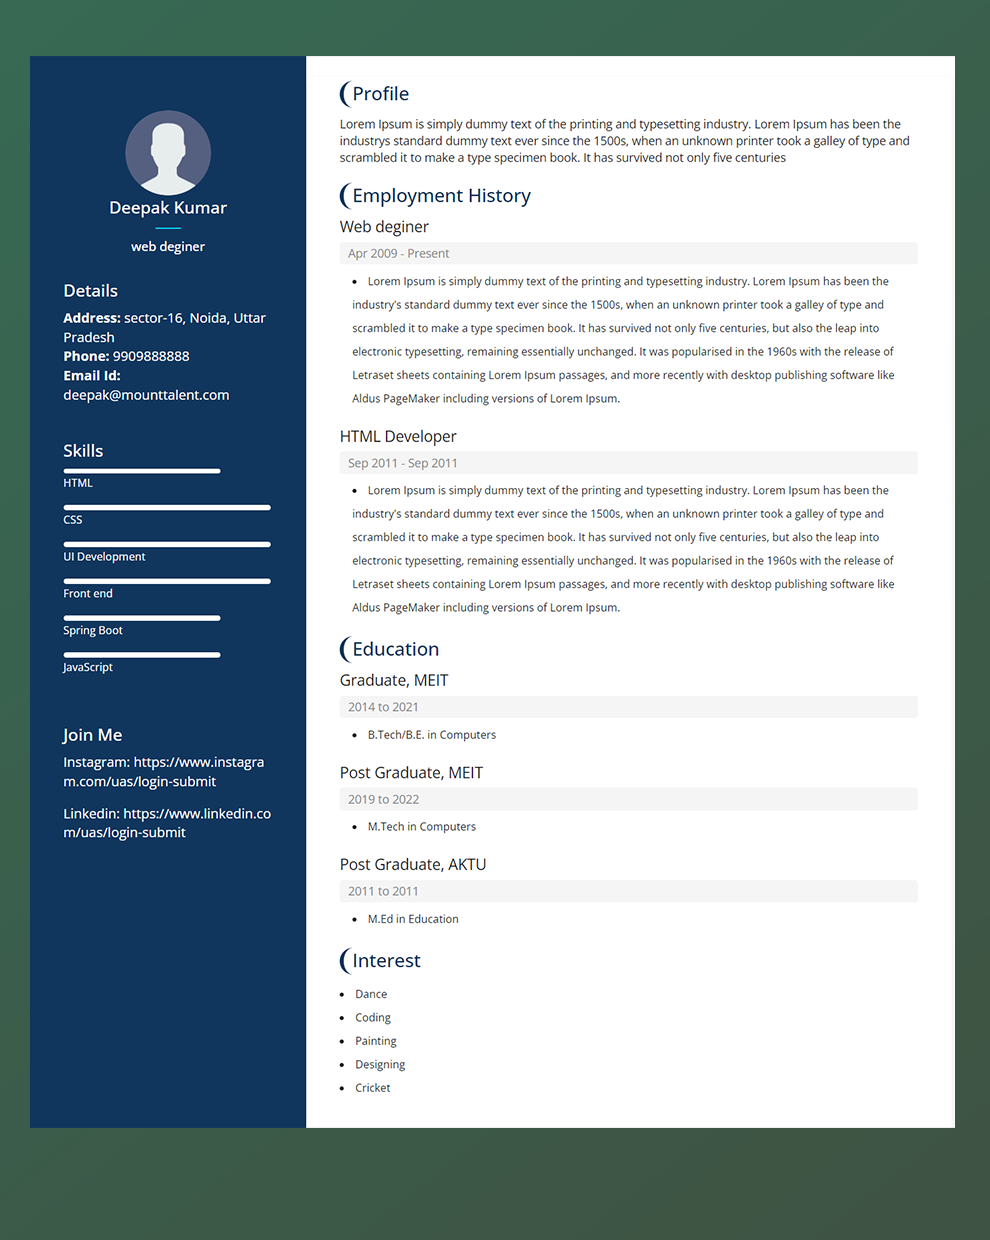 Deepak Kumar
web deginer
Details
Address: sector-16, Noida, Uttar
Pradesh
Phone: 9909888888
Email Id:
deepak@mounttalent.com
Skills
HTML
CSS
UI Development
Front end
Spring Boot
JavaScript
Join Me
Instagram: https://www.instagra
m.com/uas/login-submit
Linkedin: https://www.linkedin.co
m/uas/login-submit
Profile
Lorem Ipsum is simply dummy text of the printing and typesetting industry. Lorem Ipsum has been the
industrys standard dummy text ever since the 1500s, when an unknown printer took a galley of type and
scrambled it to make a type specimen book. It has survived not only five centuries
Employment History
Web deginer
Apr 2009 - Present
• Lorem Ipsum is simply dummy text of the printing and typesetting industry. Lorem Ipsum has been the
industry's standard dummy text ever since the 1500s, when an unknown printer took a galley of type and
scrambled it to make a type specimen book. It has survived not only five centuries, but also the leap into
electronic typesetting, remaining essentially unchanged. It was popularised in the 1960s with the release of
Letraset sheets containing Lorem Ipsum passages, and more recently with desktop publishing software like
Aldus PageMaker including versions of Lorem Ipsum.
HTML Developer
Sep 2011 - Sep 2011
• Lorem Ipsum is simply dummy text of the printing and typesetting industry. Lorem Ipsum has been the
industry's standard dummy text ever since the 1500s, when an unknown printer took a galley of type and
scrambled it to make a type specimen book. It has survived not only five centuries, but also the leap into
electronic typesetting, remaining essentially unchanged. It was popularised in the 1960s with the release of
Letraset sheets containing Lorem Ipsum passages, and more recently with desktop publishing software like
Aldus PageMaker including versions of Lorem Ipsum.
Education
Graduate, MEIT
2014 to 2021
• B.Tech/B.E. in Computers
Post Graduate, MEIT
2019 to 2022
• M.Tech in Computers
Post Graduate, AKTU
2011 to 2011
• M.Ed in Education
Interest
• Dance
• Coding
• Painting
• Designing
• Cricket